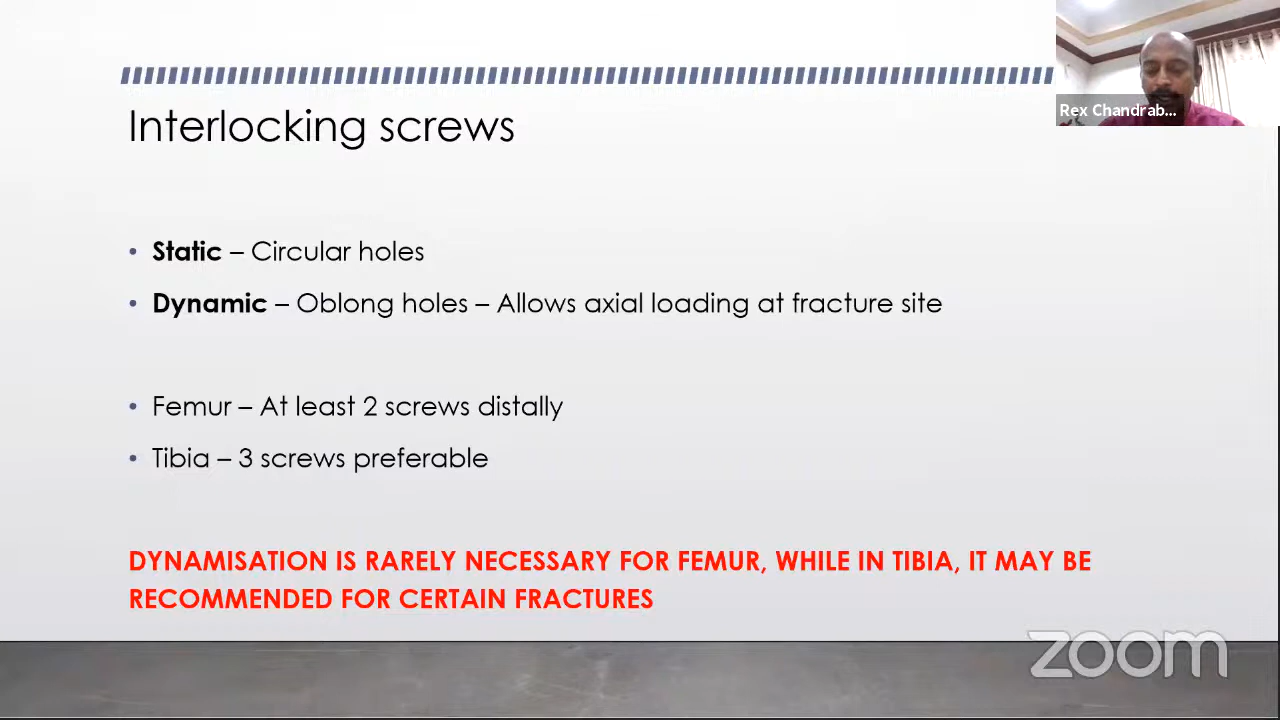 Interlocking screws
Rex Chandrab...
• Static – Circular holes
• Dynamic – Oblong holes – Allows axial loading at fracture site
• Femur – At least 2 screws distally
• Tibia – 3 screws preferable
DYNAMISATION IS RARELY NECESSARY FOR FEMUR, WHILE IN TIBIA, IT MAY BE
RECOMMENDED FOR CERTAIN FRACTURES
zoom